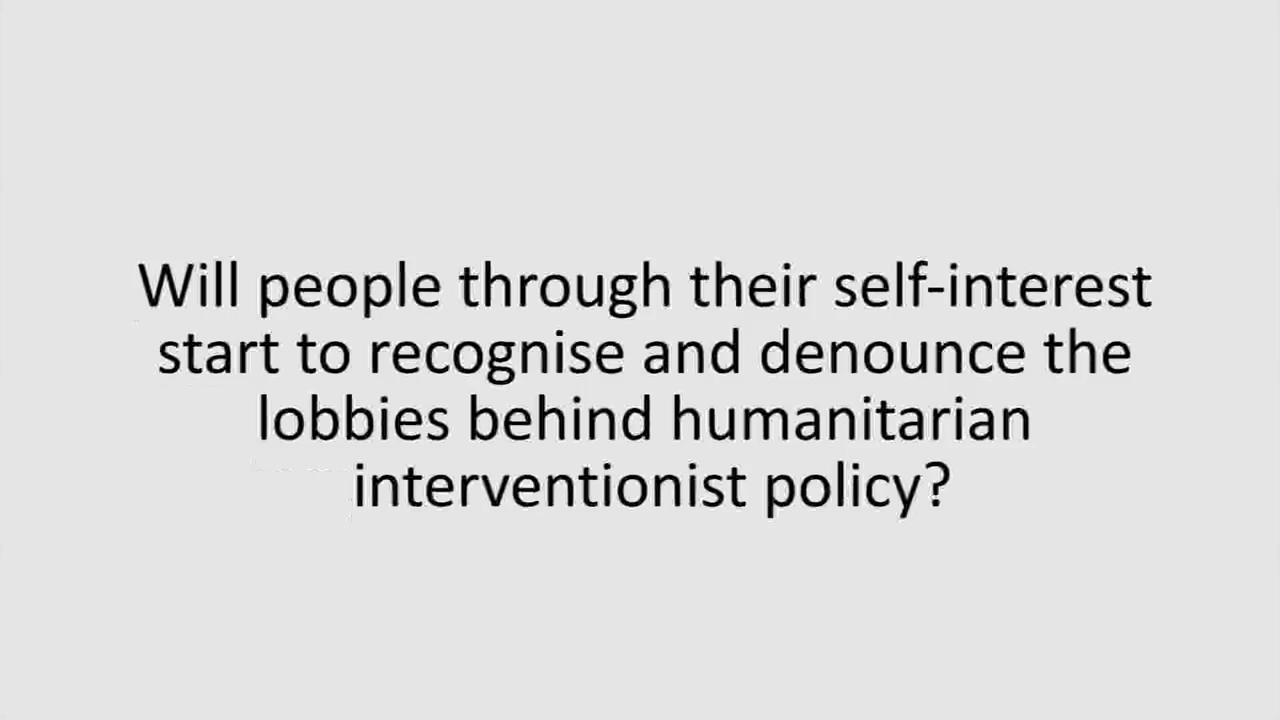 Will people through their self-interest
start to recognise and denounce the
lobbies behind humanitarian
interventionist policy?